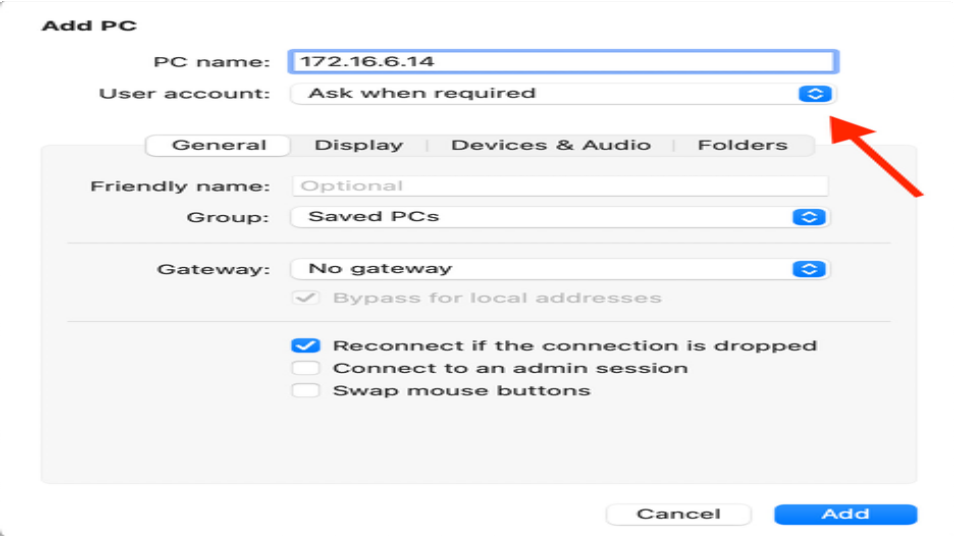 Add PC
PC name: 172.16.6.14
User account: Ask when required
General Display Devices & Audio Folders
Friendly name: Optional
Group: Saved PCs
Gateway: No gateway
Bypass for local addresses
Reconnect if the connection is dropped
Connect to an admin session
Swap mouse buttons
Cancel Add